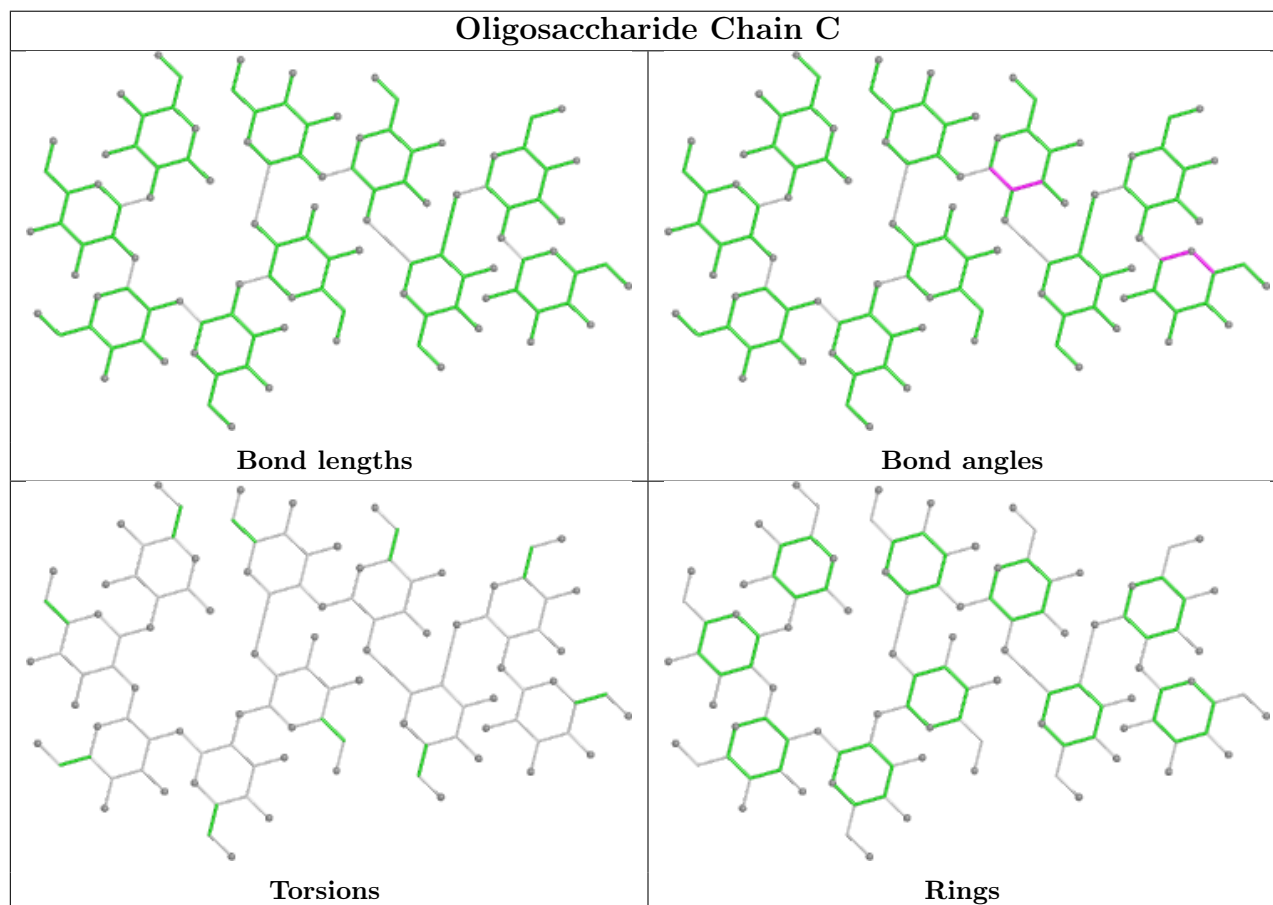 Oligosaccharide Chain C
Bond lengths
Bond angles
Torsions
Rings